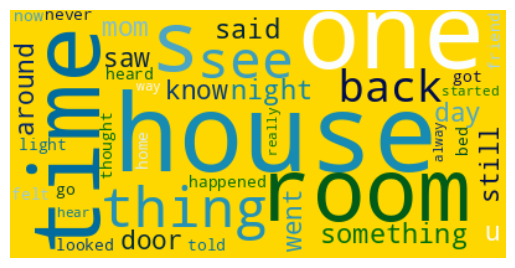 now
never
mom
said
one
friend
time
s
see
around
saw
heard
way
know
night
back
got
started
day
light
thought
home
house
really
alway
bed
still
felt
go
hear
thing
happened
room
went
something
u
looked
door
told